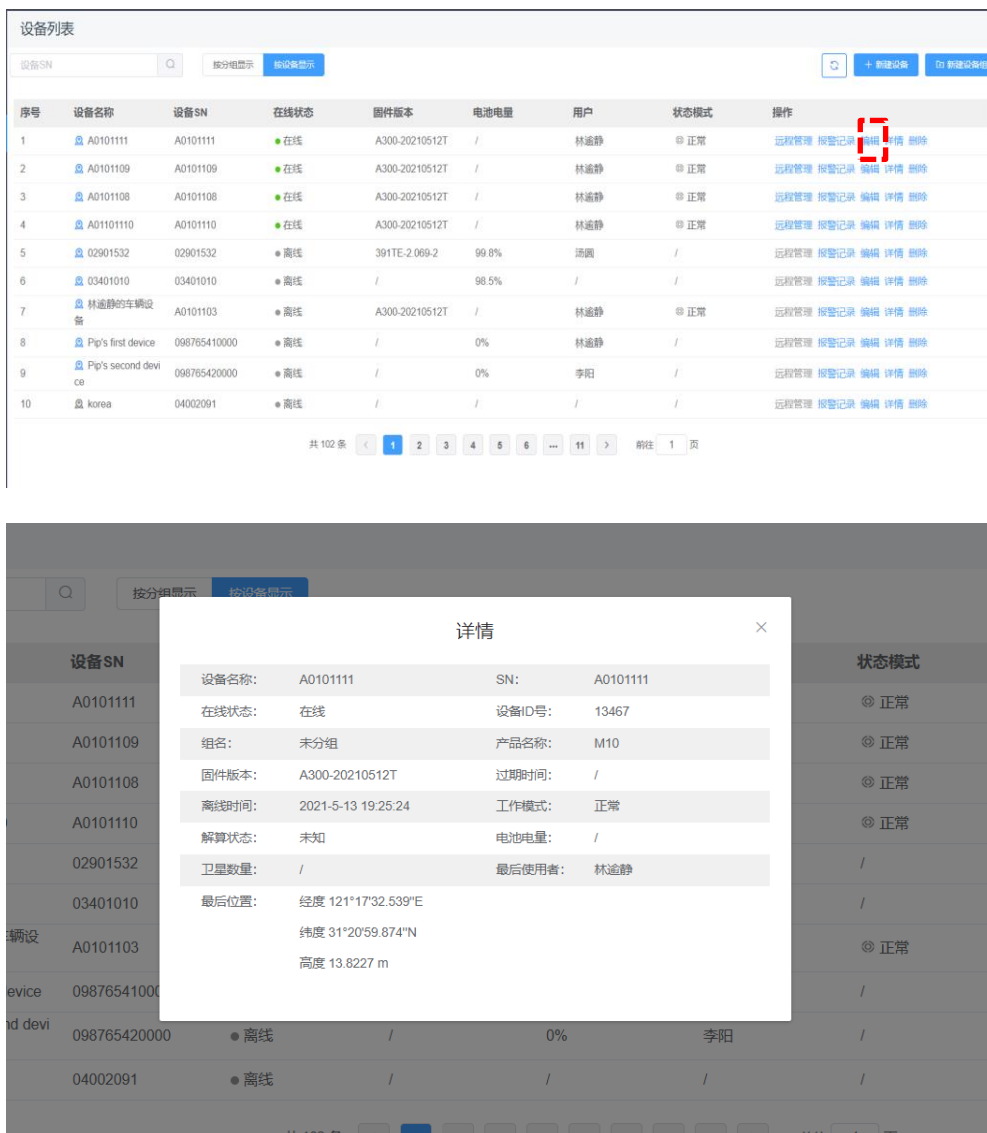 设备列表
设备SN 按分组显示 按设备显示 + 新建设备 新建设备组
序号 设备名称 设备SN 在线状态 固件版本 电池电量 用户 状态模式 操作
1 A0101111 A0101111 在线 A300-20210512T / 林逾静 正常 远程管理 报警记录 编辑 详情 删除
2 A0101109 A0101109 在线 A300-20210512T / 林逾静 正常 远程管理 报警记录 编辑 详情 删除
3 A0101108 A0101108 在线 A300-20210512T / 林逾静 正常 远程管理 报警记录 编辑 详情 删除
4 A01101110 A0101110 在线 A300-20210512T / 林逾静 正常 远程管理 报警记录 编辑 详情 删除
5 02901532 02901532 离线 391TE-2.069-2 99.8% 汤圆 / 远程管理 报警记录 编辑 详情 删除
6 03401010 03401010 离线 / 98.5% / / 远程管理 报警记录 编辑 详情 删除
7 林逾静的车辆设备 A0101103 离线 A300-20210512T / 林逾静 正常 远程管理 报警记录 编辑 详情 删除
8 Pip's first device 098765410000 离线 / 0% 林逾静 / 远程管理 报警记录 编辑 详情 删除
9 Pip's second device 098765420000 离线 / 0% 李阳 / 远程管理 报警记录 编辑 详情 删除
10 korea 04002091 离线 / / / / 远程管理 报警记录 编辑 详情 删除
共 102 条 < 1 2 3 4 5 6 ... 11 > 前往 1 页
按分组显示 按设备显示
详情 ×
设备SN 状态模式
设备名称: A0101111 SN: A0101111
A0101111 正常
在线状态: 在线 设备ID号: 13467
组名: 未分组 产品名称: M10
A0101109 正常
固件版本: A300-20210512T 过期时间: /
A0101108 正常
离线时间: 2021-5-13 19:25:24 工作模式: 正常
A0101110 正常
解算状态: 未知 电池电量: /
02901532 /
卫星数量: / 最后使用者: 林逾静
03401010 /
最后位置: 经度 121°17'32.539"E
纬度 31°20'59.874"N
车辆设 A0101103 正常
高度 13.8227 m
evice 0987654100 /
nd devi 098765420000 离线 / 0% 李阳 /
04002091 离线 / / / /